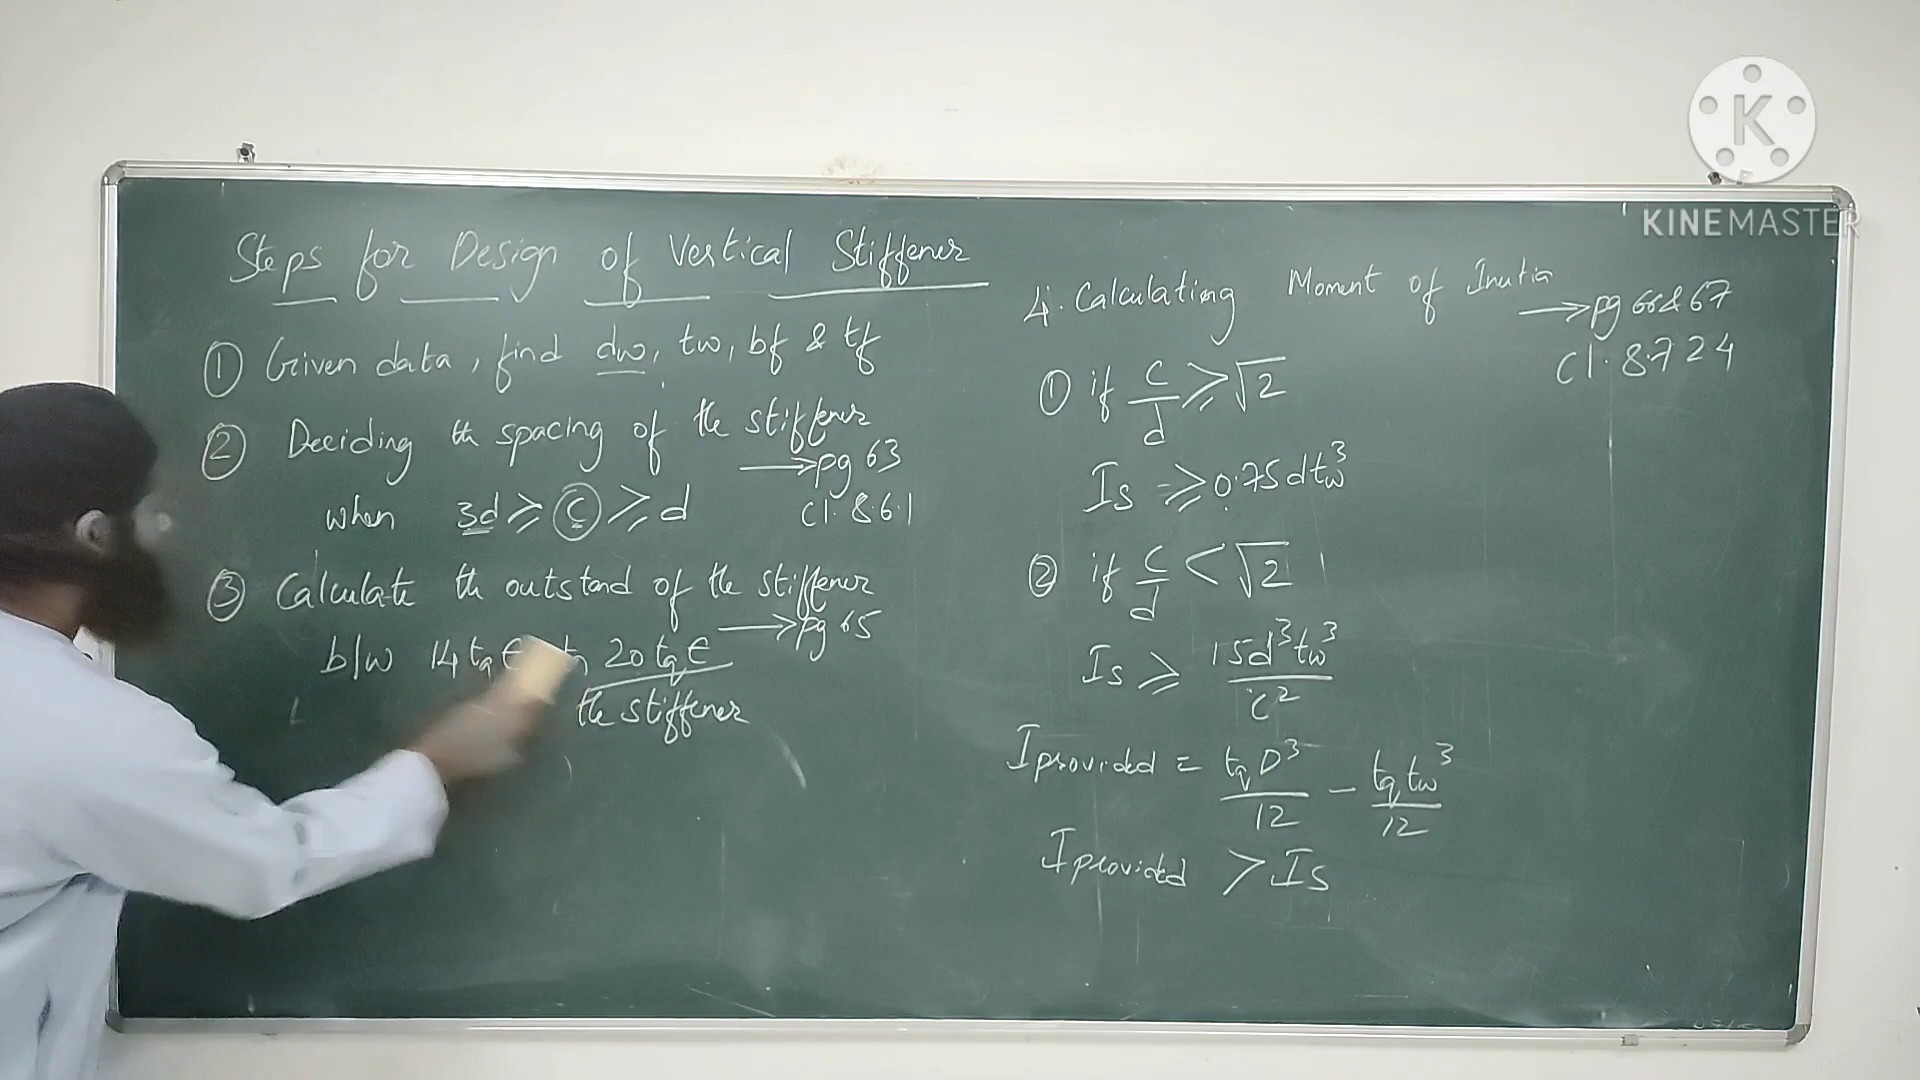 Steps for Design of Vertical Stiffener
① Given data, find dw, tw, bf & tf
② Deciding the spacing of the stiffener
→ pg 63
when 3d ≥ c ≥ d cl. 8.6.1
③ Calculate the outstand of the stiffener
→ pg 65
b/w 14 tq ε 20 tq ε
the stiffener
4. Calculating Moment of Inutia
→ pg 66 & 67
cl. 8.7 2 4
① if c/d ≥ √2
Is ≥ 0.75 d tw³
② if c/d < √2
Is ≥ 1.5 d³ tw³ / c²
I provided = tq D³ / 12 − tq tw³ / 12
I provided > Is
K
KINEMASTER